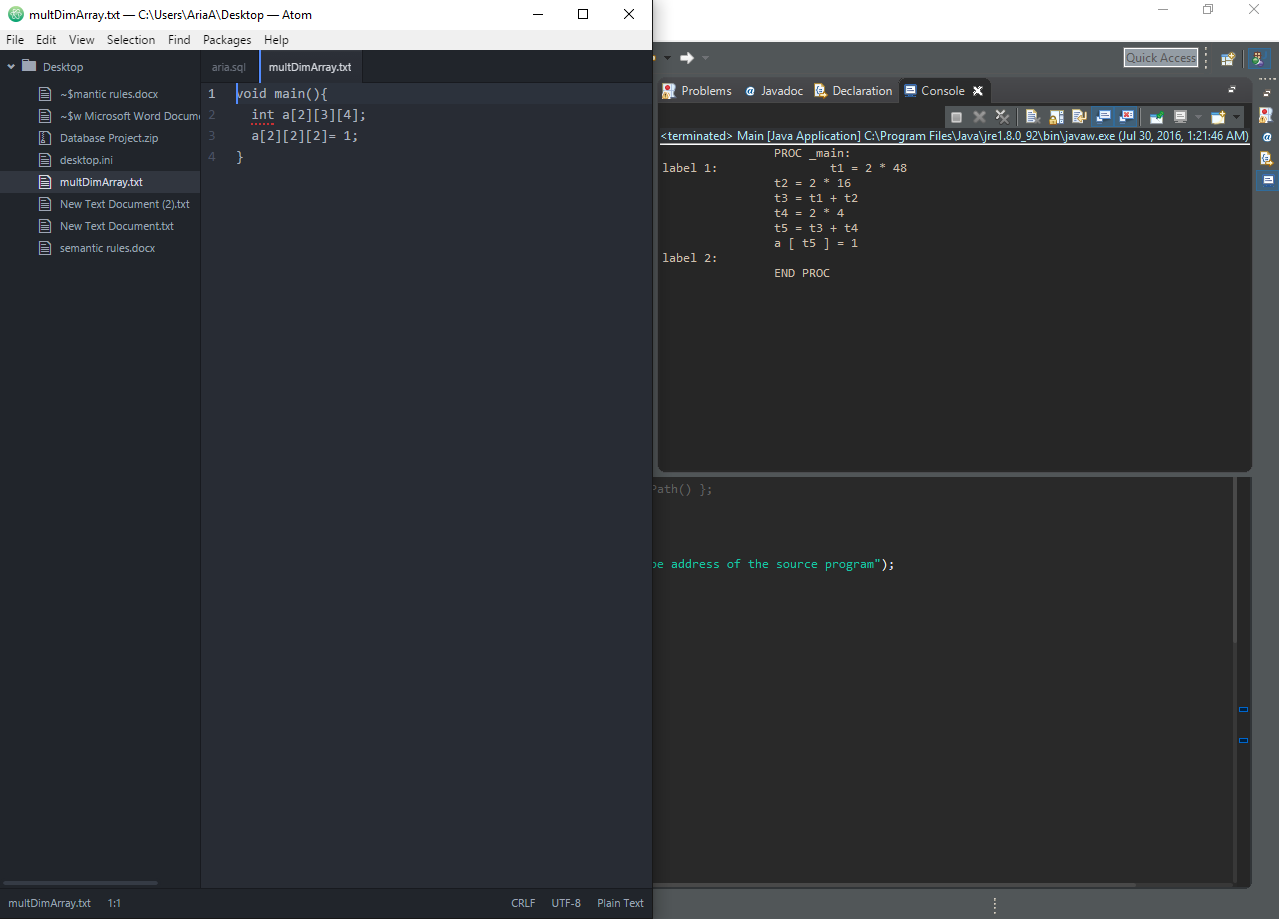 multDimArray.txt — C:\Users\AriaA\Desktop — Atom
File Edit View Selection Find Packages Help
Desktop
~$mantic rules.docx
~$w Microsoft Word Docum
Database Project.zip
desktop.ini
multDimArray.txt
New Text Document (2).txt
New Text Document.txt
semantic rules.docx
aria.sql multDimArray.txt
1 void main(){
2 int a[2][3][4];
3 a[2][2][2]= 1;
4 }
multDimArray.txt 1:1 CRLF UTF-8 Plain Text
Quick Access
Problems @ Javadoc Declaration Console
<terminated> Main [Java Application] C:\Program Files\Java\jre1.8.0_92\bin\javaw.exe (Jul 30, 2016, 1:21:46 AM)
PROC _main:
label 1: t1 = 2 * 48
t2 = 2 * 16
t3 = t1 + t2
t4 = 2 * 4
t5 = t3 + t4
a [ t5 ] = 1
label 2:
END PROC
Path() };
pe address of the source program");